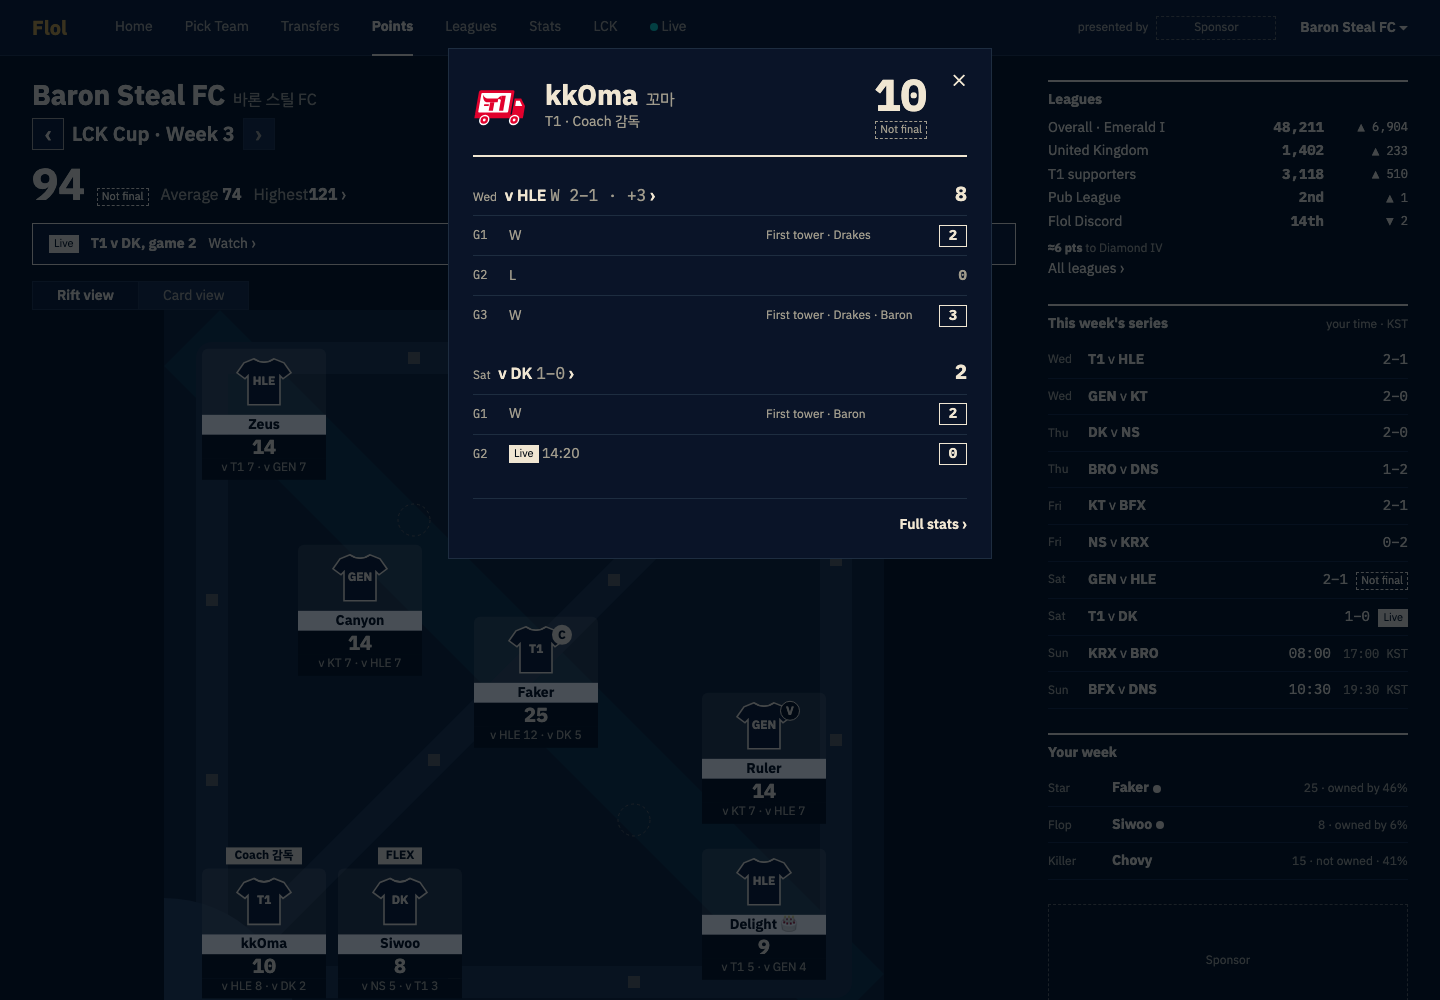 Flol
Home
Pick Team
Transfers
Points
Leagues
Stats
LCK
Live
presented by
Sponsor
Baron Steal FC
Baron Steal FC 바론 스틸 FC
‹ LCK Cup · Week 3 ›
94 Not final Average 74 Highest121 ›
Live T1 v DK, game 2 Watch ›
Rift view
Card view
HLE
Zeus
14
v T1 7 · v GEN 7
GEN
Canyon
14
v KT 7 · v HLE 7
T1 C
Faker
25
v HLE 12 · v DK 5
GEN V
Ruler
14
v KT 7 · v HLE 7
Coach 감독
T1
kkOma
10
v HLE 8 · v DK 2
FLEX
DK
Siwoo
8
v NS 5 · v T1 3
HLE
Delight
9
v T1 5 · v GEN 4
T1
kkOma 꼬마
T1 · Coach 감독
10
Not final
×
Wed v HLE W 2–1 · +3 › 8
G1 W First tower · Drakes 2
G2 L 0
G3 W First tower · Drakes · Baron 3
Sat v DK 1–0 › 2
G1 W First tower · Baron 2
G2 Live 14:20 0
Full stats ›
Leagues
Overall · Emerald I 48,211 ▲ 6,904
United Kingdom 1,402 ▲ 233
T1 supporters 3,118 ▲ 510
Pub League 2nd ▲ 1
Flol Discord 14th ▼ 2
≈6 pts to Diamond IV
All leagues ›
This week's series your time · KST
Wed T1 v HLE 2–1
Wed GEN v KT 2–0
Thu DK v NS 2–0
Thu BRO v DNS 1–2
Fri KT v BFX 2–1
Fri NS v KRX 0–2
Sat GEN v HLE 2–1 Not final
Sat T1 v DK 1–0 Live
Sun KRX v BRO 08:00 17:00 KST
Sun BFX v DNS 10:30 19:30 KST
Your week
Star Faker 25 · owned by 46%
Flop Siwoo 8 · owned by 6%
Killer Chovy 15 · not owned · 41%
Sponsor